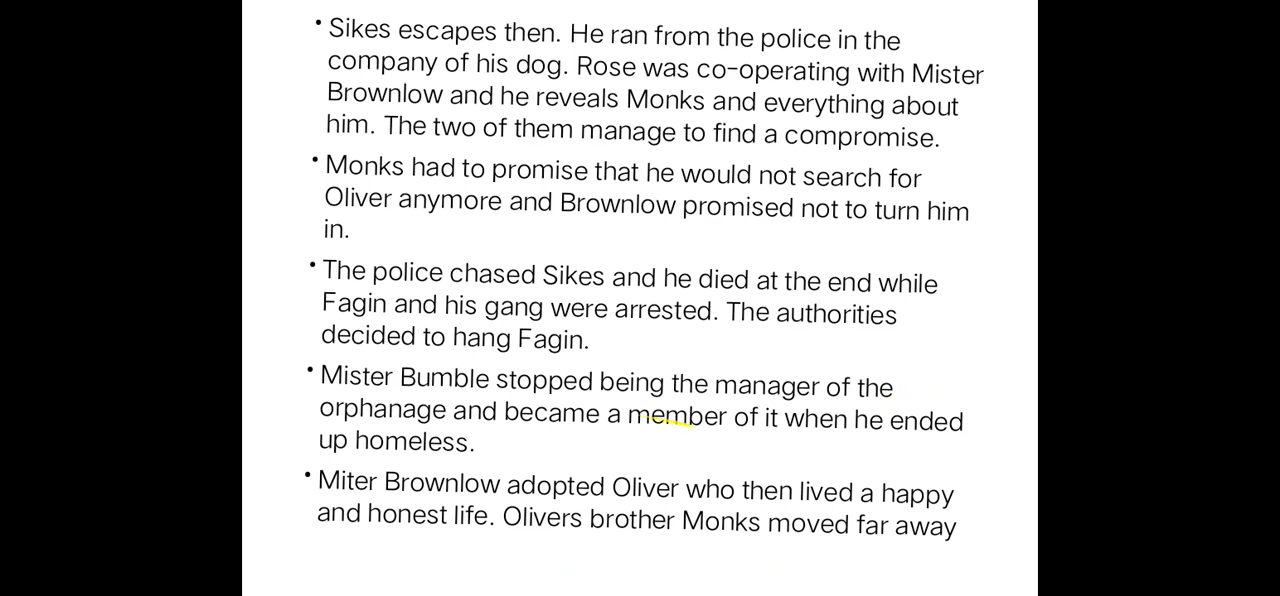 • Sikes escapes then. He ran from the police in the
company of his dog. Rose was co-operating with Mister
Brownlow and he reveals Monks and everything about
him. The two of them manage to find a compromise.
• Monks had to promise that he would not search for
Oliver anymore and Brownlow promised not to turn him
in.
• The police chased Sikes and he died at the end while
Fagin and his gang were arrested. The authorities
decided to hang Fagin.
• Mister Bumble stopped being the manager of the
orphanage and became a member of it when he ended
up homeless.
• Miter Brownlow adopted Oliver who then lived a happy
and honest life. Olivers brother Monks moved far away